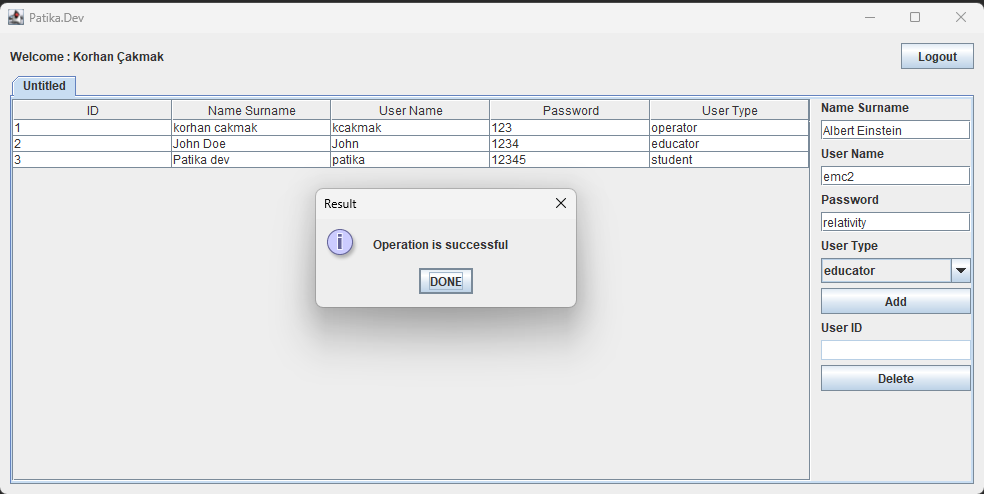 Patika.Dev
Welcome : Korhan Çakmak
Logout
Untitled
ID Name Surname User Name Password User Type
1 korhan cakmak kcakmak 123 operator
2 John Doe John 1234 educator
3 Patika dev patika 12345 student
Result
Operation is successful
DONE
Name Surname
Albert Einstein
User Name
emc2
Password
relativity
User Type
educator
Add
User ID
Delete